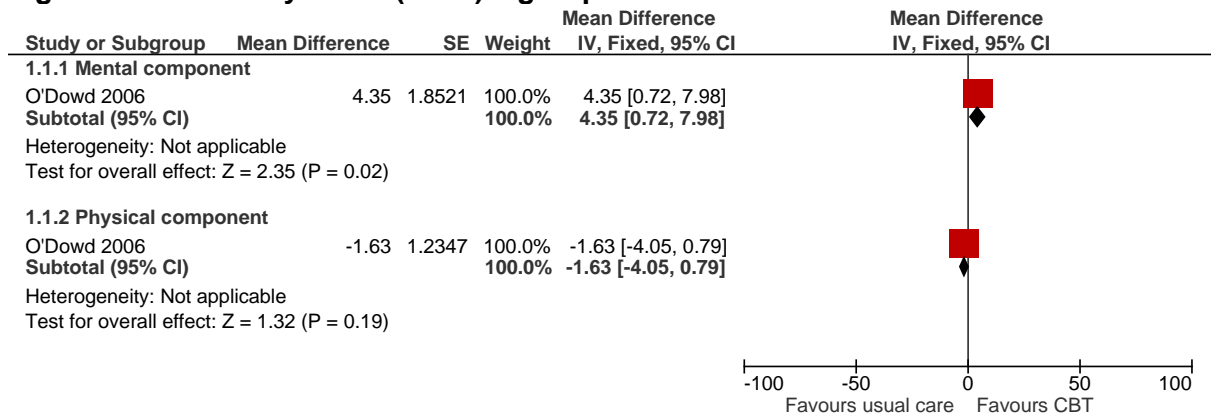 Mean Difference Mean Difference
Study or Subgroup Mean Difference SE Weight IV, Fixed, 95% CI IV, Fixed, 95% CI
1.1.1 Mental component
O'Dowd 2006 4.35 1.8521 100.0% 4.35 [0.72, 7.98]
Subtotal (95% CI) 100.0% 4.35 [0.72, 7.98]
Heterogeneity: Not applicable
Test for overall effect: Z = 2.35 (P = 0.02)
1.1.2 Physical component
O'Dowd 2006 -1.63 1.2347 100.0% -1.63 [-4.05, 0.79]
Subtotal (95% CI) 100.0% -1.63 [-4.05, 0.79]
Heterogeneity: Not applicable
Test for overall effect: Z = 1.32 (P = 0.19)
-100 -50 0 50 100
Favours usual care Favours CBT